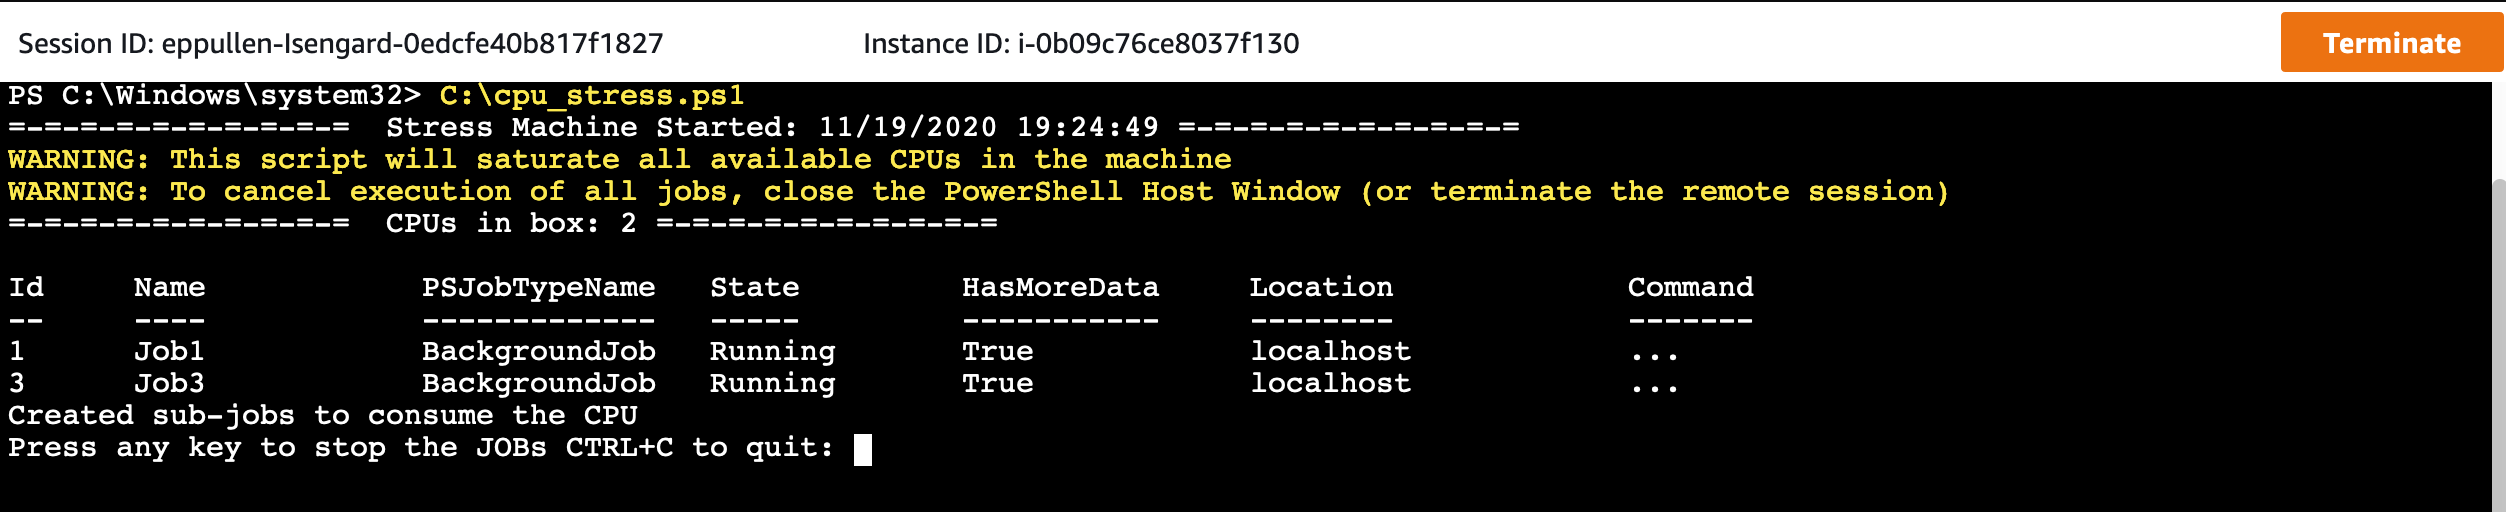 Session ID: eppullen-Isengard-0edcfe40b817f1827 Instance ID: i-0b09c76ce8037f130 Terminate
PS C:\Windows\system32> C:\cpu_stress.ps1
=-=-=-=-=-=-=-=-=-= Stress Machine Started: 11/19/2020 19:24:49 =-=-=-=-=-=-=-=-=-=
WARNING: This script will saturate all available CPUs in the machine
WARNING: To cancel execution of all jobs, close the PowerShell Host Window (or terminate the remote session)
=-=-=-=-=-=-=-=-=-= CPUs in box: 2 =-=-=-=-=-=-=-=-=-=
Id Name PSJobTypeName State HasMoreData Location Command
-- ---- ------------- ----- ----------- -------- -------
1 Job1 BackgroundJob Running True localhost ...
3 Job3 BackgroundJob Running True localhost ...
Created sub-jobs to consume the CPU
Press any key to stop the JOBs CTRL+C to quit: